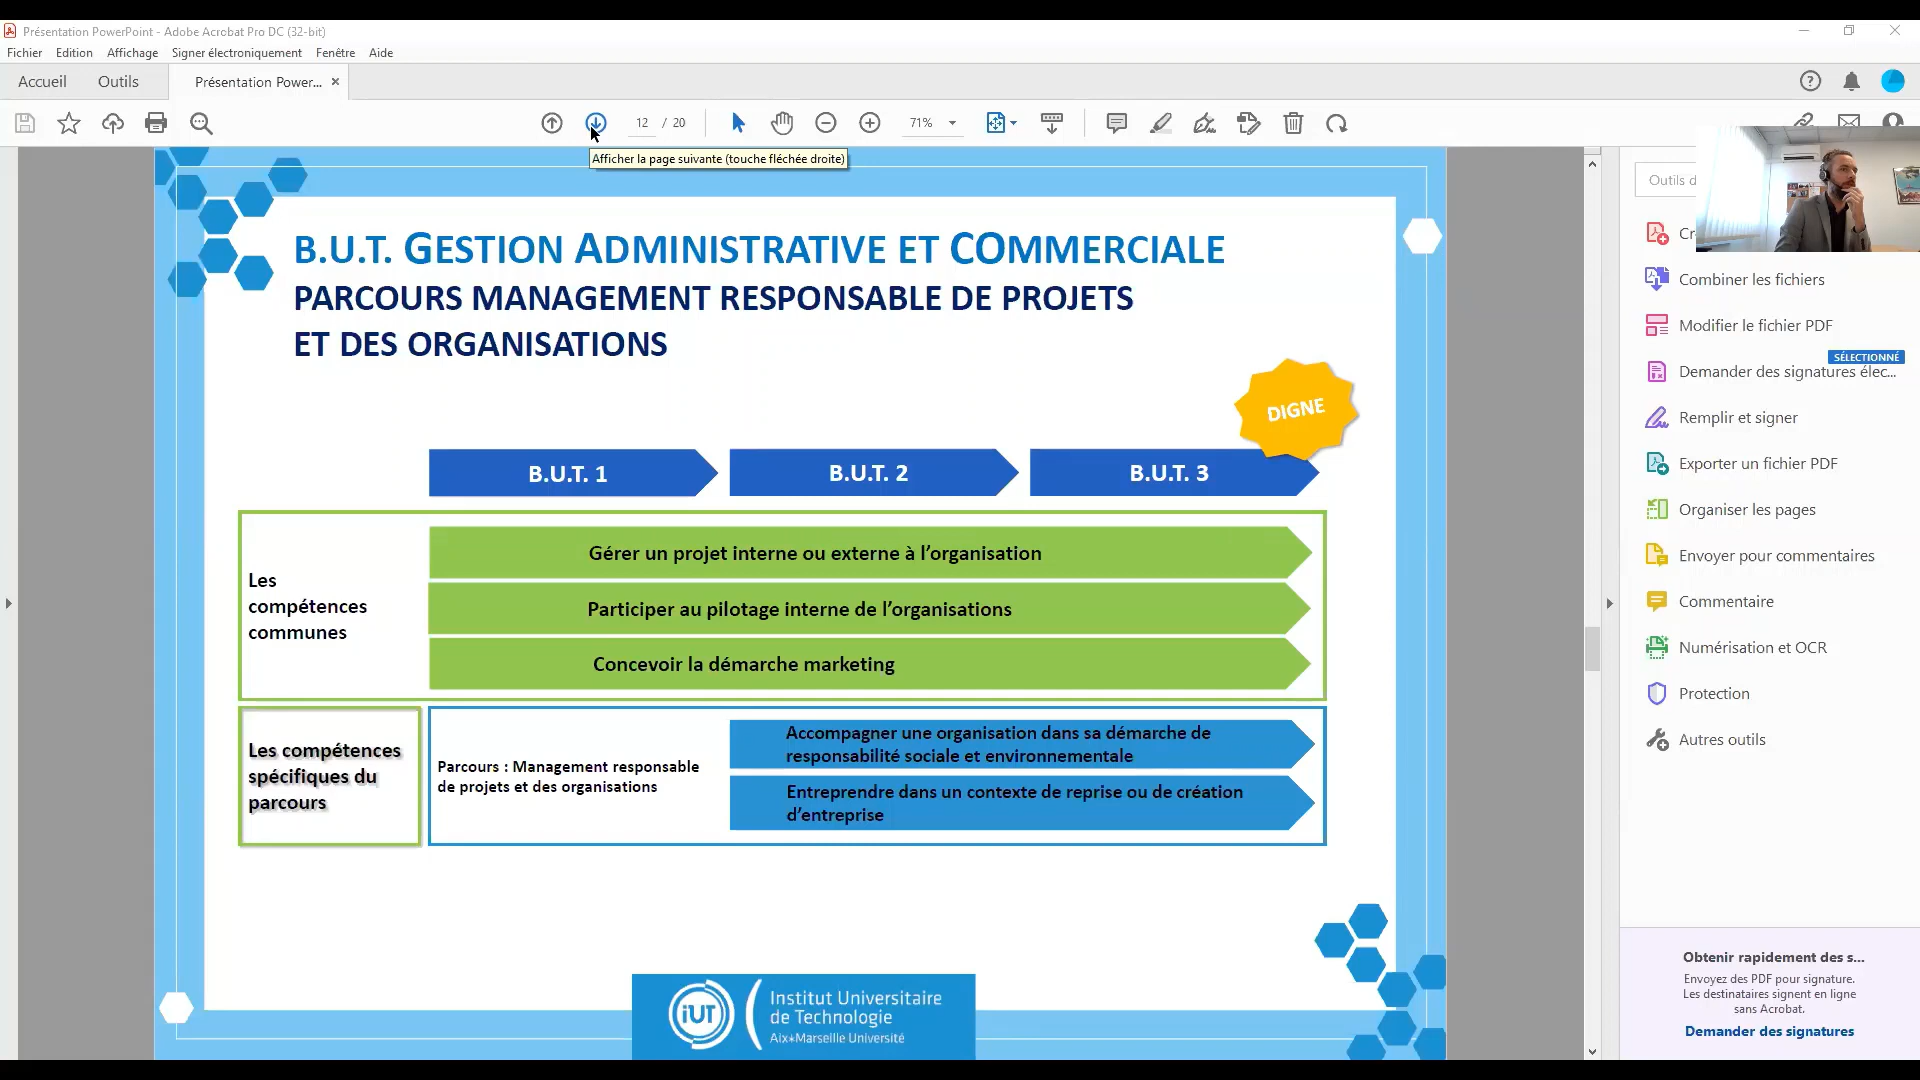 Présentation PowerPoint - Adobe Acrobat Pro DC (32-bit)
Fichier Edition Affichage Signer électroniquement Fenêtre Aide
Accueil Outils Présentation Power... ×
12 / 20 71%
Afficher la page suivante (touche fléchée droite)
B.U.T. GESTION ADMINISTRATIVE ET COMMERCIALE
PARCOURS MANAGEMENT RESPONSABLE DE PROJETS
ET DES ORGANISATIONS
DIGNE
B.U.T. 1 B.U.T. 2 B.U.T. 3
Les
compétences
communes
Gérer un projet interne ou externe à l’organisation
Participer au pilotage interne de l’organisations
Concevoir la démarche marketing
Les compétences
spécifiques du
parcours
Parcours : Management responsable
de projets et des organisations
Accompagner une organisation dans sa démarche de
responsabilité sociale et environnementale
Entreprendre dans un contexte de reprise ou de création
d’entreprise
iUT
Institut Universitaire
de Technologie
Aix*Marseille Université
Outils d
Cr
Combiner les fichiers
Modifier le fichier PDF
SÉLECTIONNÉ
Demander des signatures élec...
Remplir et signer
Exporter un fichier PDF
Organiser les pages
Envoyer pour commentaires
Commentaire
Numérisation et OCR
Protection
Autres outils
Obtenir rapidement des s...
Envoyez des PDF pour signature.
Les destinataires signent en ligne
sans Acrobat.
Demander des signatures